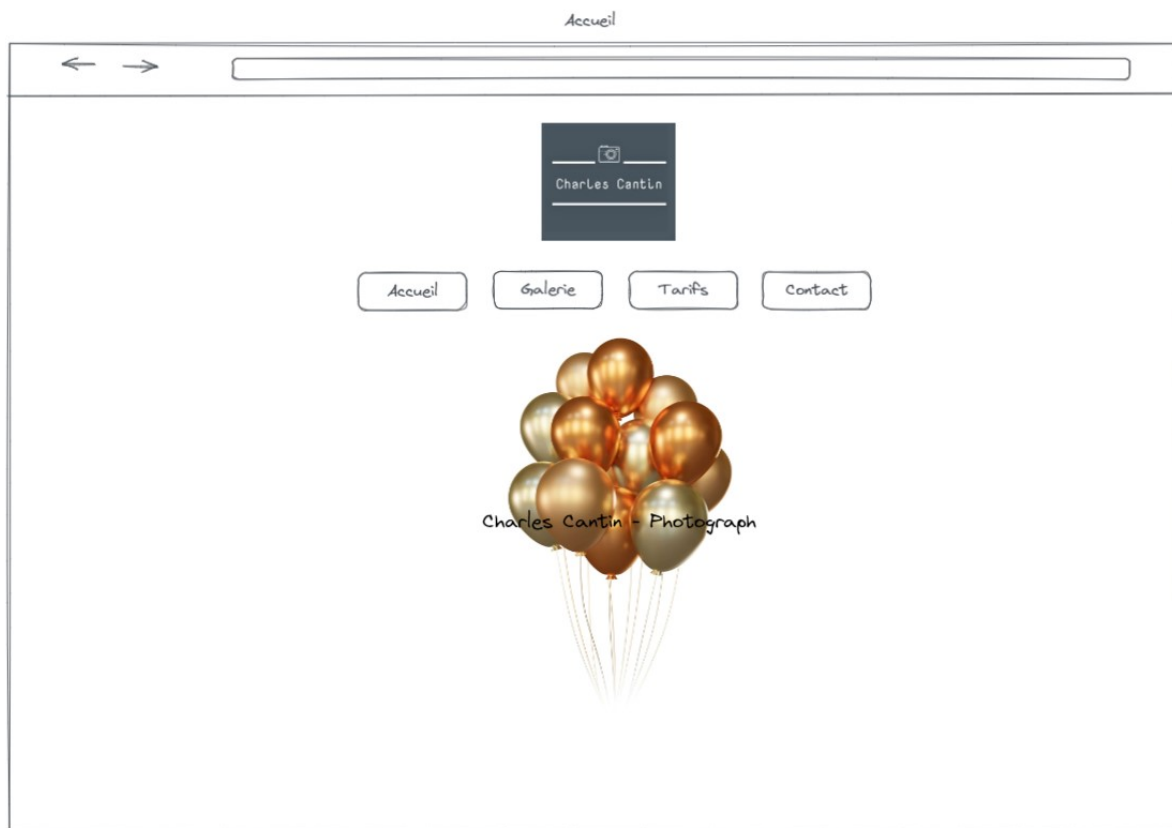 Accueil
Charles Cantin
Accueil
Galerie
Tarifs
Contact
Charles Cantin - Photograph